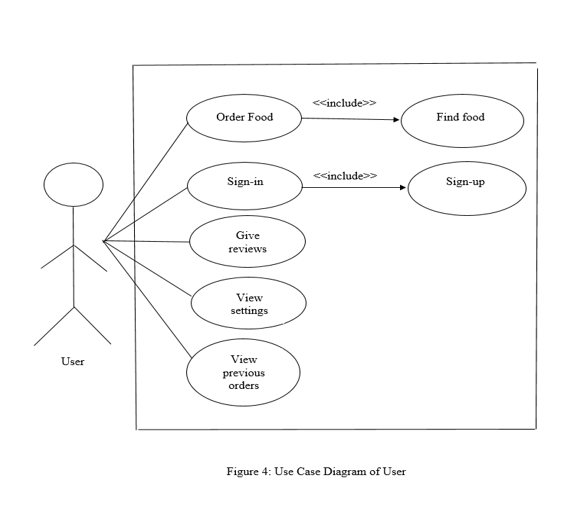 <<include>>
Order Food
Find food
<<include>>
Sign-in
Sign-up
Give
reviews
View
settings
User
View
previous
orders
Figure 4: Use Case Diagram of User